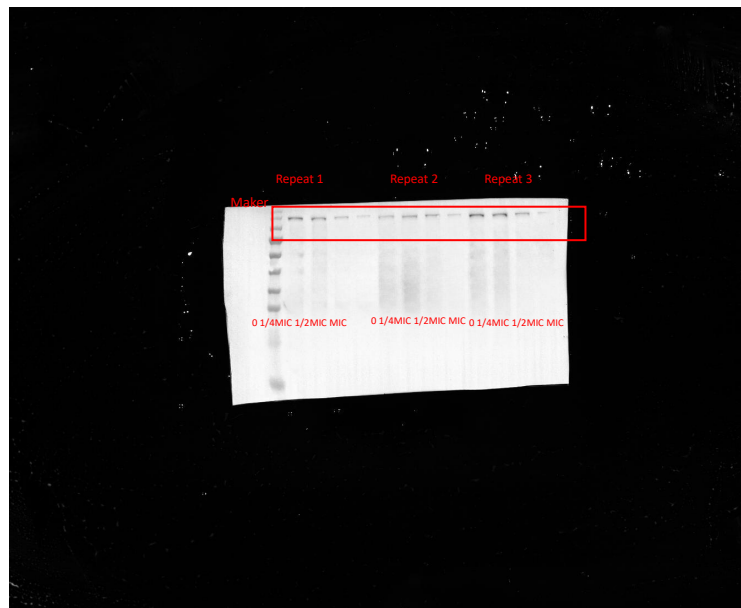 Repeat 1 Repeat 2 Repeat 3
Maker
0 1/4MIC 1/2MIC MIC 0 1/4MIC 1/2MIC MIC 0 1/4MIC 1/2MIC MIC